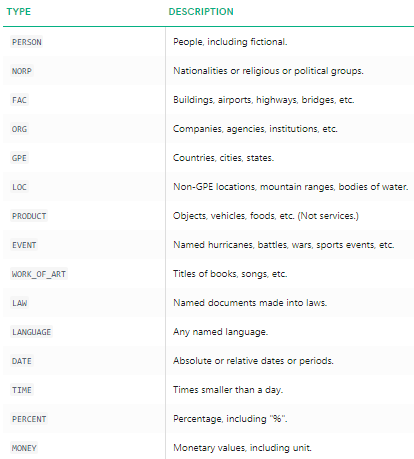 TYPE DESCRIPTION
PERSON People, including fictional.
NORP Nationalities or religious or political groups.
FAC Buildings, airports, highways, bridges, etc.
ORG Companies, agencies, institutions, etc.
GPE Countries, cities, states.
LOC Non-GPE locations, mountain ranges, bodies of water.
PRODUCT Objects, vehicles, foods, etc. (Not services.)
EVENT Named hurricanes, battles, wars, sports events, etc.
WORK_OF_ART Titles of books, songs, etc.
LAW Named documents made into laws.
LANGUAGE Any named language.
DATE Absolute or relative dates or periods.
TIME Times smaller than a day.
PERCENT Percentage, including "%".
MONEY Monetary values, including unit.